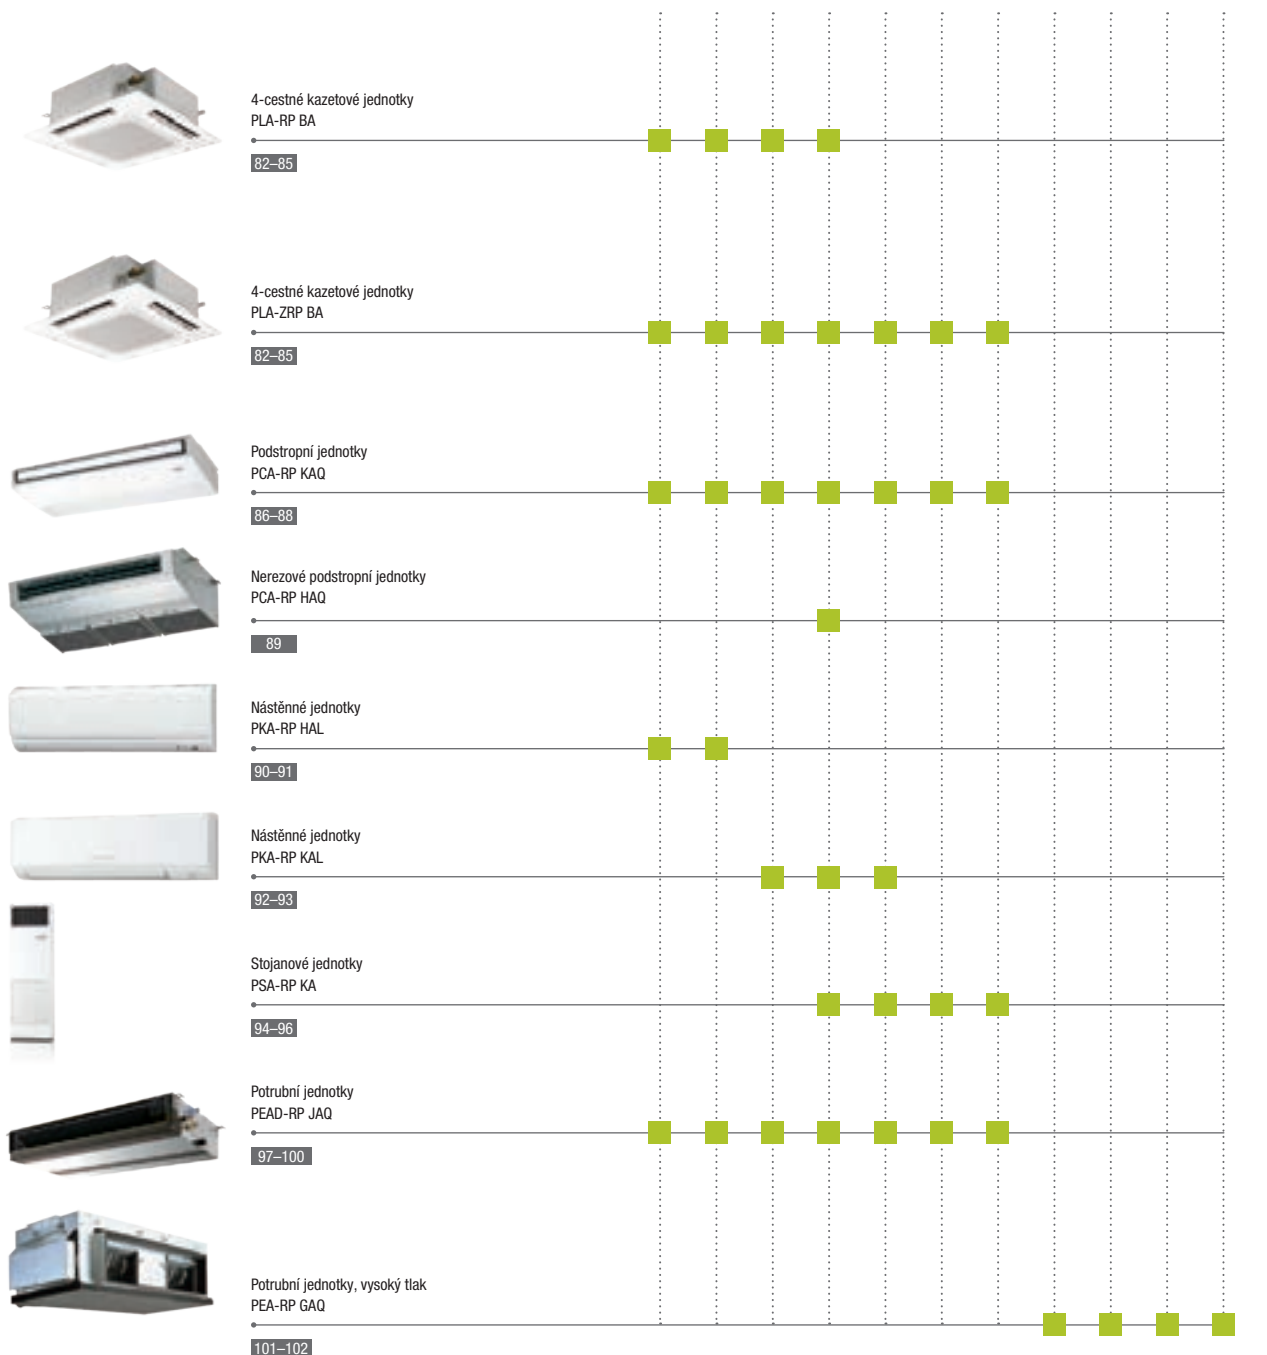 4-cestné kazetové jednotky
PLA-RP BA
82–85
4-cestné kazetové jednotky
PLA-ZRP BA
82–85
Podstropní jednotky
PCA-RP KAQ
86–88
Nerezové podstropní jednotky
PCA-RP HAQ
89
Nástěnné jednotky
PKA-RP HAL
90–91
Nástěnné jednotky
PKA-RP KAL
92–93
Stojanové jednotky
PSA-RP KA
94–96
Potrubní jednotky
PEAD-RP JAQ
97–100
Potrubní jednotky, vysoký tlak
PEA-RP GAQ
101–102